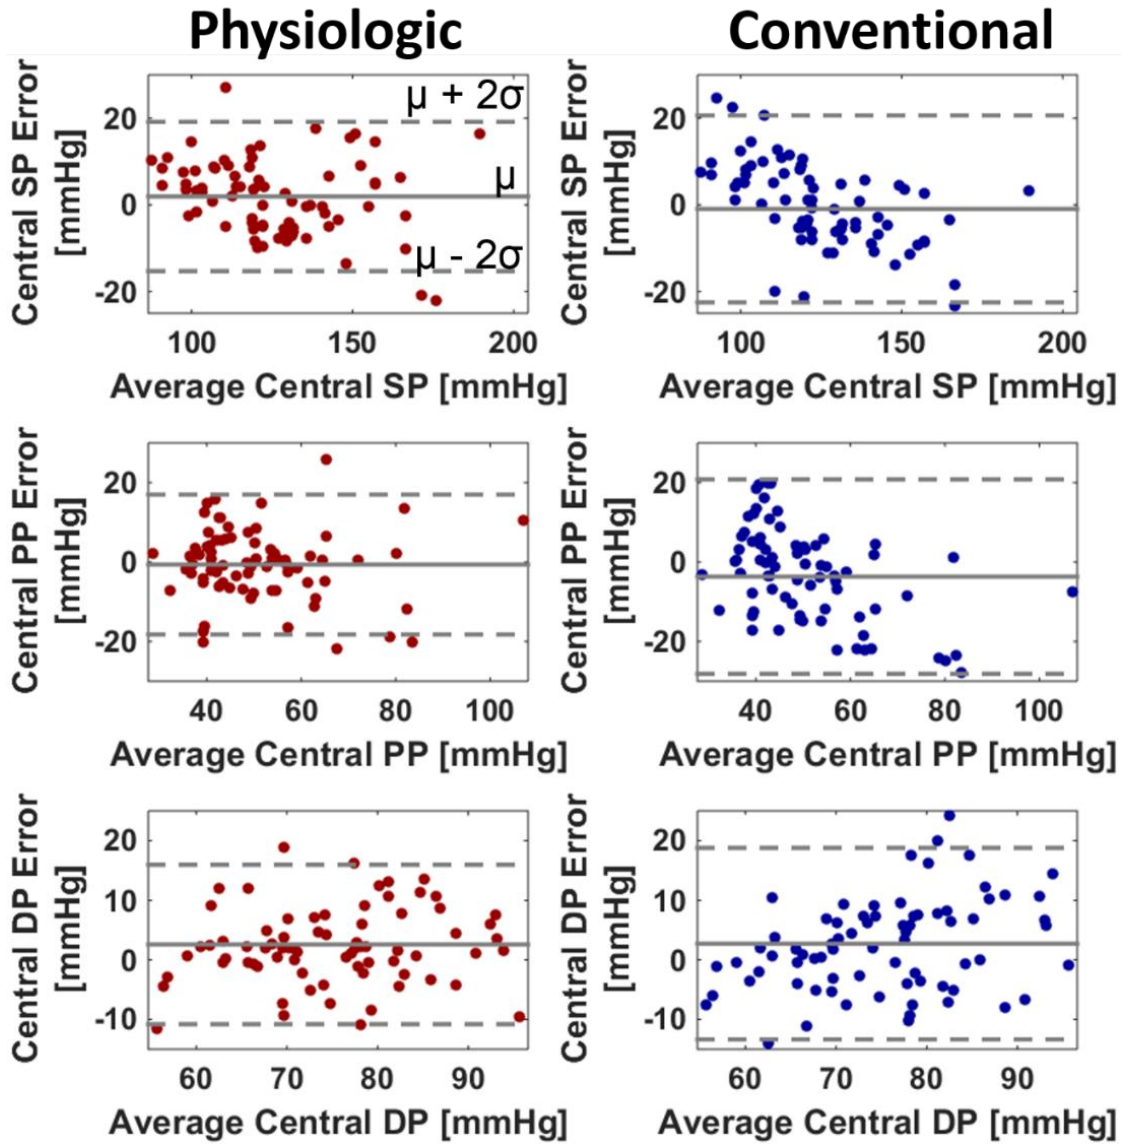 Physiologic
Conventional
Central SP Error
[mmHg]
20
0
-20
μ + 2σ
μ
μ - 2σ
100
150
200
Average Central SP [mmHg]
Central SP Error
[mmHg]
20
0
-20
100
150
200
Average Central SP [mmHg]
Central PP Error
[mmHg]
20
0
-20
40
60
80
100
Average Central PP [mmHg]
Central PP Error
[mmHg]
20
0
-20
40
60
80
100
Average Central PP [mmHg]
Central DP Error
[mmHg]
20
10
0
-10
60
70
80
90
Average Central DP [mmHg]
Central DP Error
[mmHg]
20
10
0
-10
60
70
80
90
Average Central DP [mmHg]